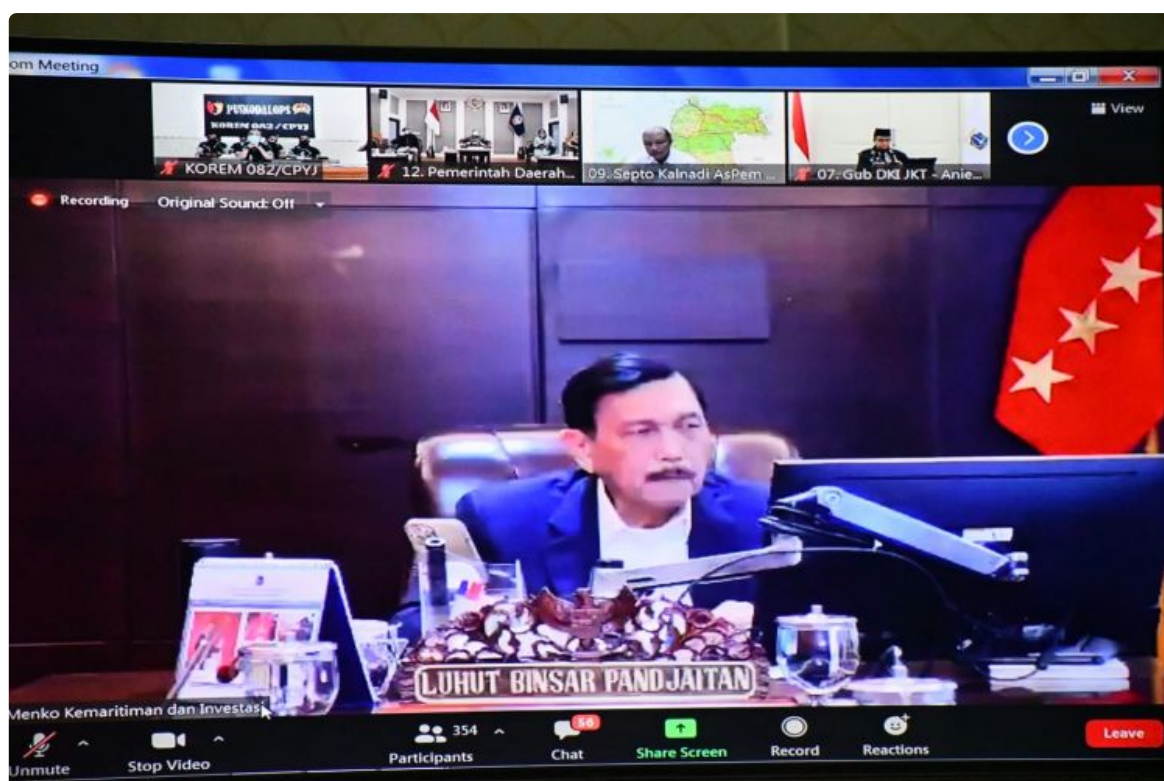 om Meeting
PUSKODALOPS
KOREM 082/CPYJ
View
KOREM 082/CPYJ
12. Pemerintah Daerah...
09. Septo Kalnadi AsPem ...
07. Gub DKI JKT - Anie...
Recording
Original Sound: Off
LUHUT BINSAR PANDJAITAN
Menko Kemaritiman dan Investasi
Unmute
Stop Video
354
Participants
56
Chat
Share Screen
Record
Reactions
Leave